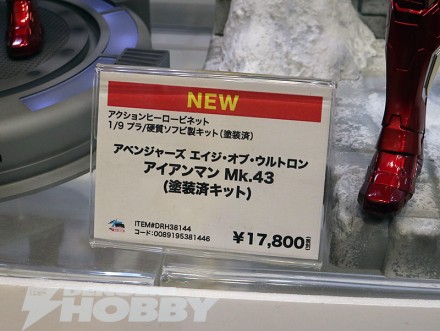 NEW
アクションヒーロービネット
1/9 プラ/硬質ソフビ製キット(塗装済)
アベンジャーズ エイジ・オブ・ウルトロン
アイアンマン Mk.43
(塗装済キット)
ITEM#DRH38144
コード:0089195381446
¥17,800
HOBBY